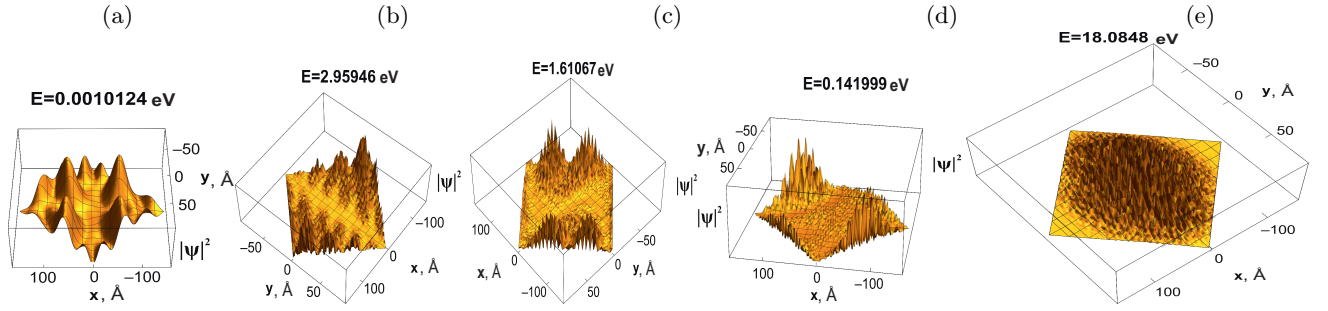 (a)
(b)
(c)
(d)
(e)
E=0.0010124 eV
-50
0
y, Å
50
|ψ|²
100
0
-100
x, Å
E=2.95946 eV
|ψ|²
-100
0
x, Å
100
-50
0
y, Å
50
E=1.61067 eV
|ψ|²
100
0
x, Å
-100
-50
0
y, Å
50
E=0.141999 eV
-50
y, Å 0
50
|ψ|²
100
0
-100
x, Å
E=18.0848 eV
-50
0
y, Å
50
|ψ|²
-100
0
x, Å
100